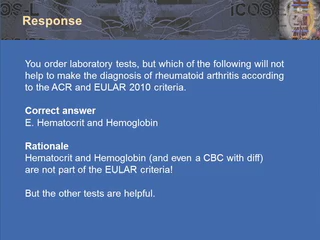 ICOS-L
ICOS
Response
You order laboratory tests, but which of the following will not
help to make the diagnosis of rheumatoid arthritis according
to the ACR and EULAR 2010 criteria.
Correct answer
E. Hematocrit and Hemoglobin
Rationale
Hematocrit and Hemoglobin (and even a CBC with diff)
are not part of the EULAR criteria!
But the other tests are helpful.